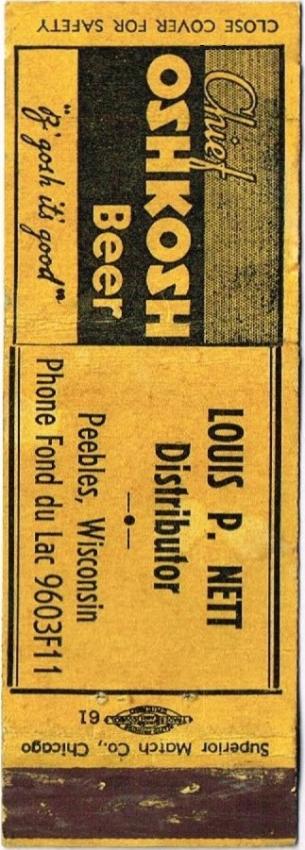 CLOSE COVER FOR SAFETY
Chief
OSHKOSH
Beer
"B'gosh it's good"
LOUIS P. NETT
Distributor
Peebles, Wisconsin
Phone Fond du Lac 9603F11
61
Superior Match Co., Chicago